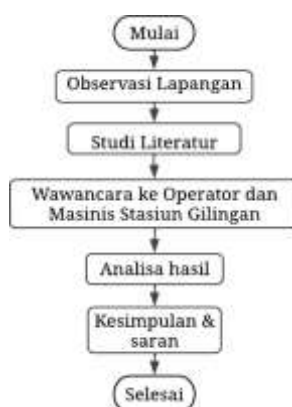 Mulai
Observasi Lapangan
Studi Literatur
Wawancara ke Operator dan
Masinis Stasiun Gilingan
Analisa hasil
Kesimpulan &
saran
Selesai